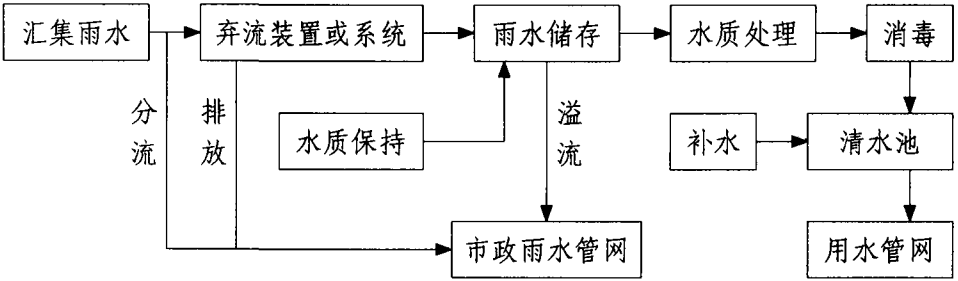 汇集雨水
弃流装置或系统
雨水储存
水质处理
消毒
分流
排放
水质保持
溢流
补水
清水池
市政雨水管网
用水管网